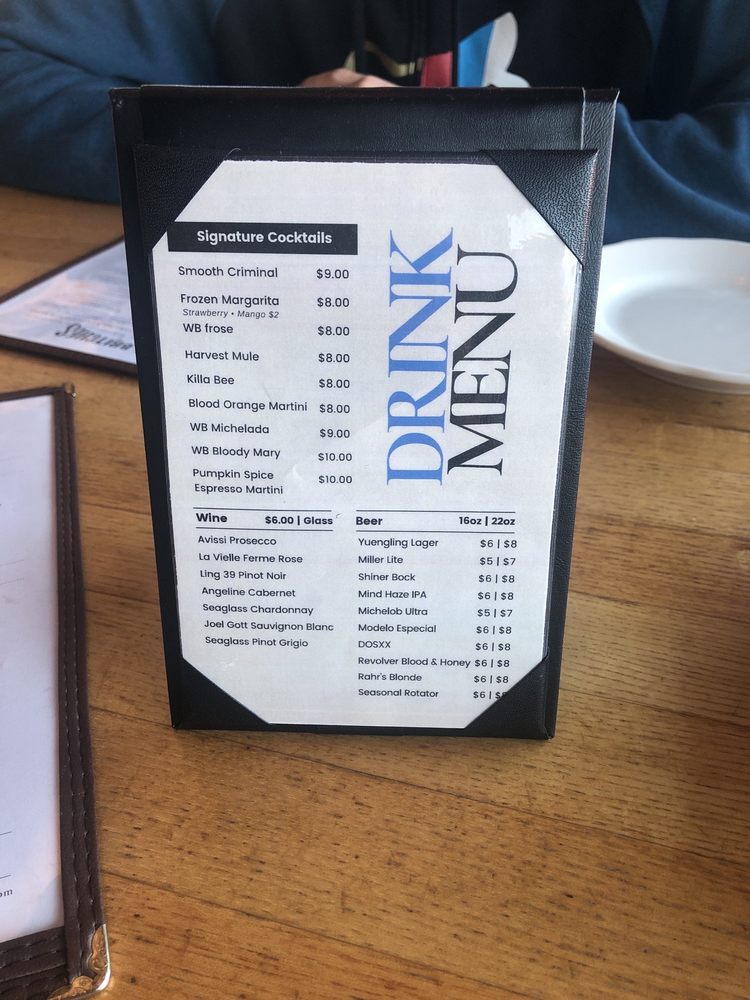 Signature Cocktails
Smooth Criminal $9.00
Frozen Margarita $8.00
Strawberry • Mango $2
WB frose $8.00
Harvest Mule $8.00
Killa Bee $8.00
Blood Orange Martini $8.00
WB Michelada $9.00
WB Bloody Mary $10.00
Pumpkin Spice $10.00
Espresso Martini
DRINK
MENU
Wine $6.00 | Glass
Avissi Prosecco
La Vielle Ferme Rose
Ling 39 Pinot Noir
Angeline Cabernet
Seaglass Chardonnay
Joel Gott Sauvignon Blanc
Seaglass Pinot Grigio
Beer 16oz | 22oz
Yuengling Lager $6 | $8
Miller Lite $5 | $7
Shiner Bock $6 | $8
Mind Haze IPA $6 | $8
Michelob Ultra $5 | $7
Modelo Especial $6 | $8
DOSXX $6 | $8
Revolver Blood & Honey $6 | $8
Rahr's Blonde $6 | $8
Seasonal Rotator $6 |